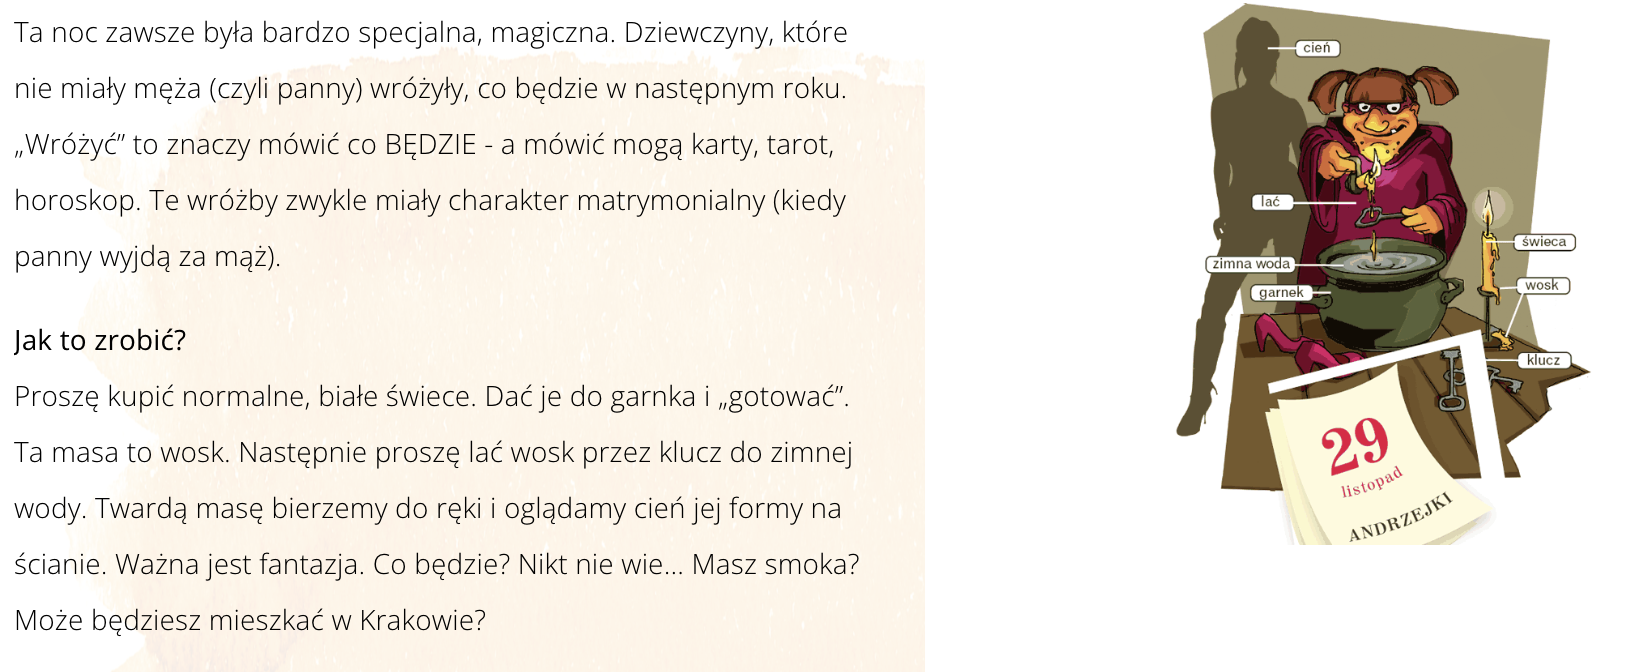 Ta noc zawsze była bardzo specjalna, magiczna. Dziewczyny, które
nie miały męża (czyli panny) wróżyły, co będzie w następnym roku.
„Wróżyć” to znaczy mówić co BĘDZIE - a mówić mogą karty, tarot,
horoskop. Te wróżby zwykle miały charakter matrymonialny (kiedy
panny wyjdą za mąż).
Jak to zrobić?
Proszę kupić normalne, białe świece. Dać je do garnka i „gotować”.
Ta masa to wosk. Następnie proszę lać wosk przez klucz do zimnej
wody. Twardą masę bierzemy do ręki i oglądamy cień jej formy na
ścianie. Ważna jest fantazja. Co będzie? Nikt nie wie... Masz smoka?
Może będziesz mieszkać w Krakowie?
cień
lać
świeca
zimna woda
wosk
garnek
klucz
29
listopad
ANDRZEJKI